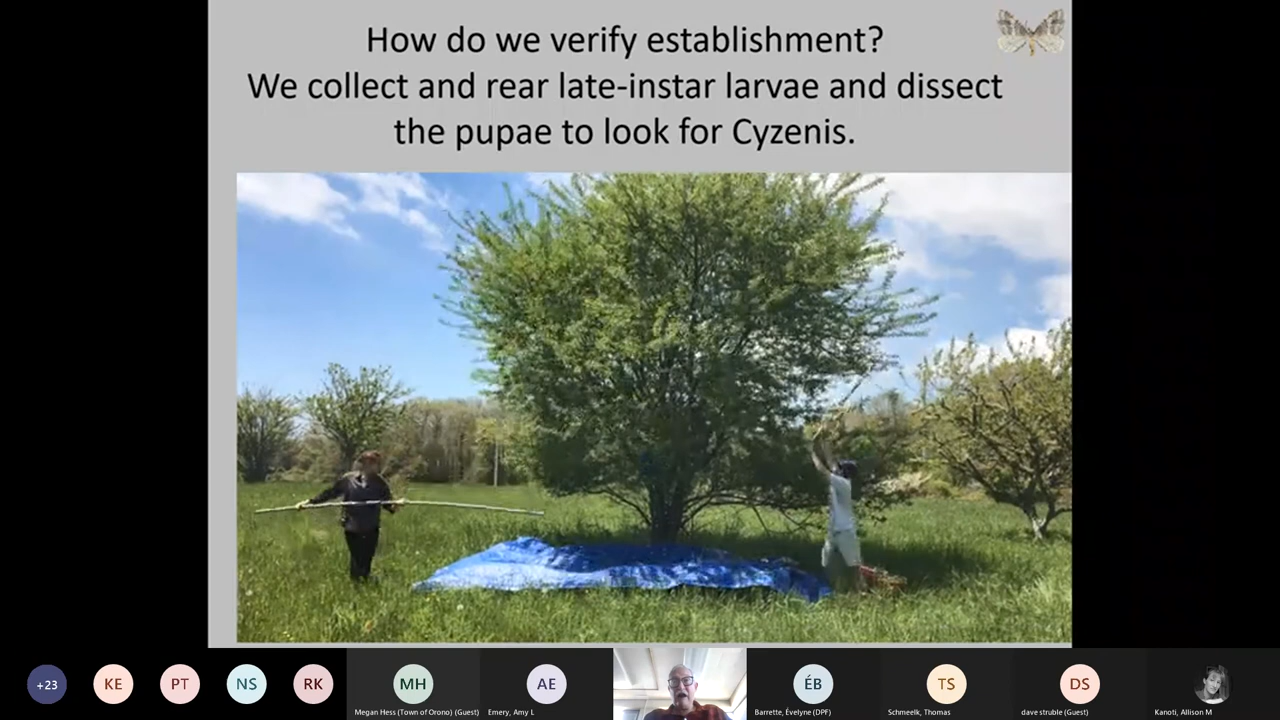 How do we verify establishment?
We collect and rear late-instar larvae and dissect
the pupae to look for Cyzenis.
+23
KE
PT
NS
RK
MH
Megan Hess (Town of Orono) (Guest)
AE
Emery, Amy L
ÉB
Barrette, Évelyne (DPF)
TS
Schmeelk, Thomas
DS
dave struble (Guest)
Kanoti, Allison M